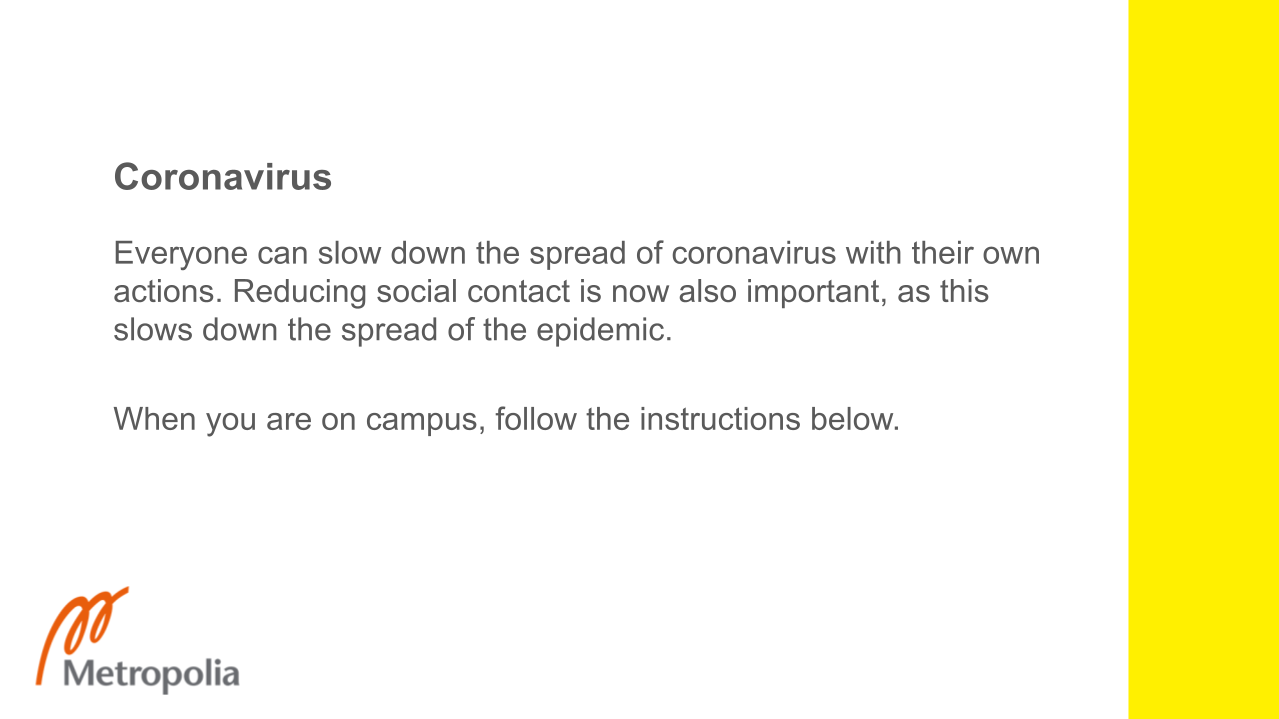 Coronavirus
Everyone can slow down the spread of coronavirus with their own
actions. Reducing social contact is now also important, as this
slows down the spread of the epidemic.
When you are on campus, follow the instructions below.
Metropolia